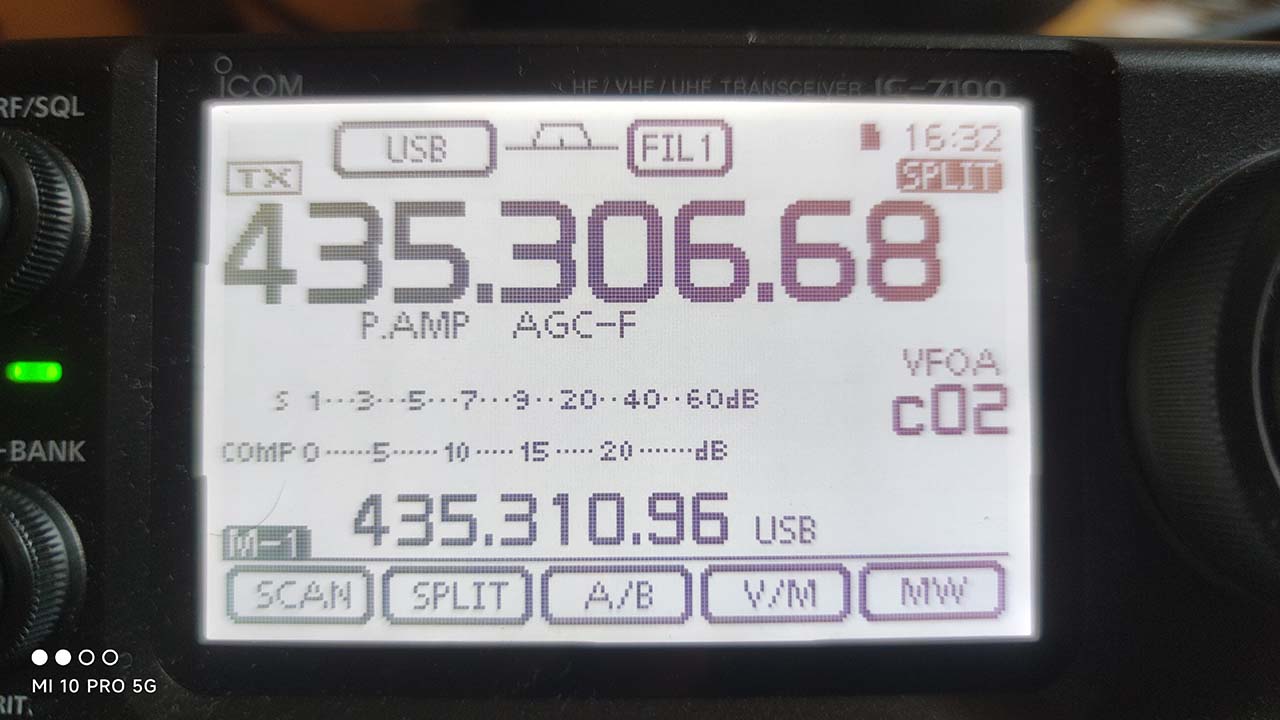 RF/SQL
ICOM
HF/VHF/UHF TRANSCEIVER IC-7100
USB FIL1 16:32
TX SPLIT
435.306.68
P.AMP AGC-F
VFOA
S 1···3···5···7···9··20··40··60dB
c02
COMP 0······5······10·····15·····20·······dB
-BANK
435.310.96 USB
M-1
SCAN SPLIT A/B V/M MW
MI 10 PRO 5G
RIT